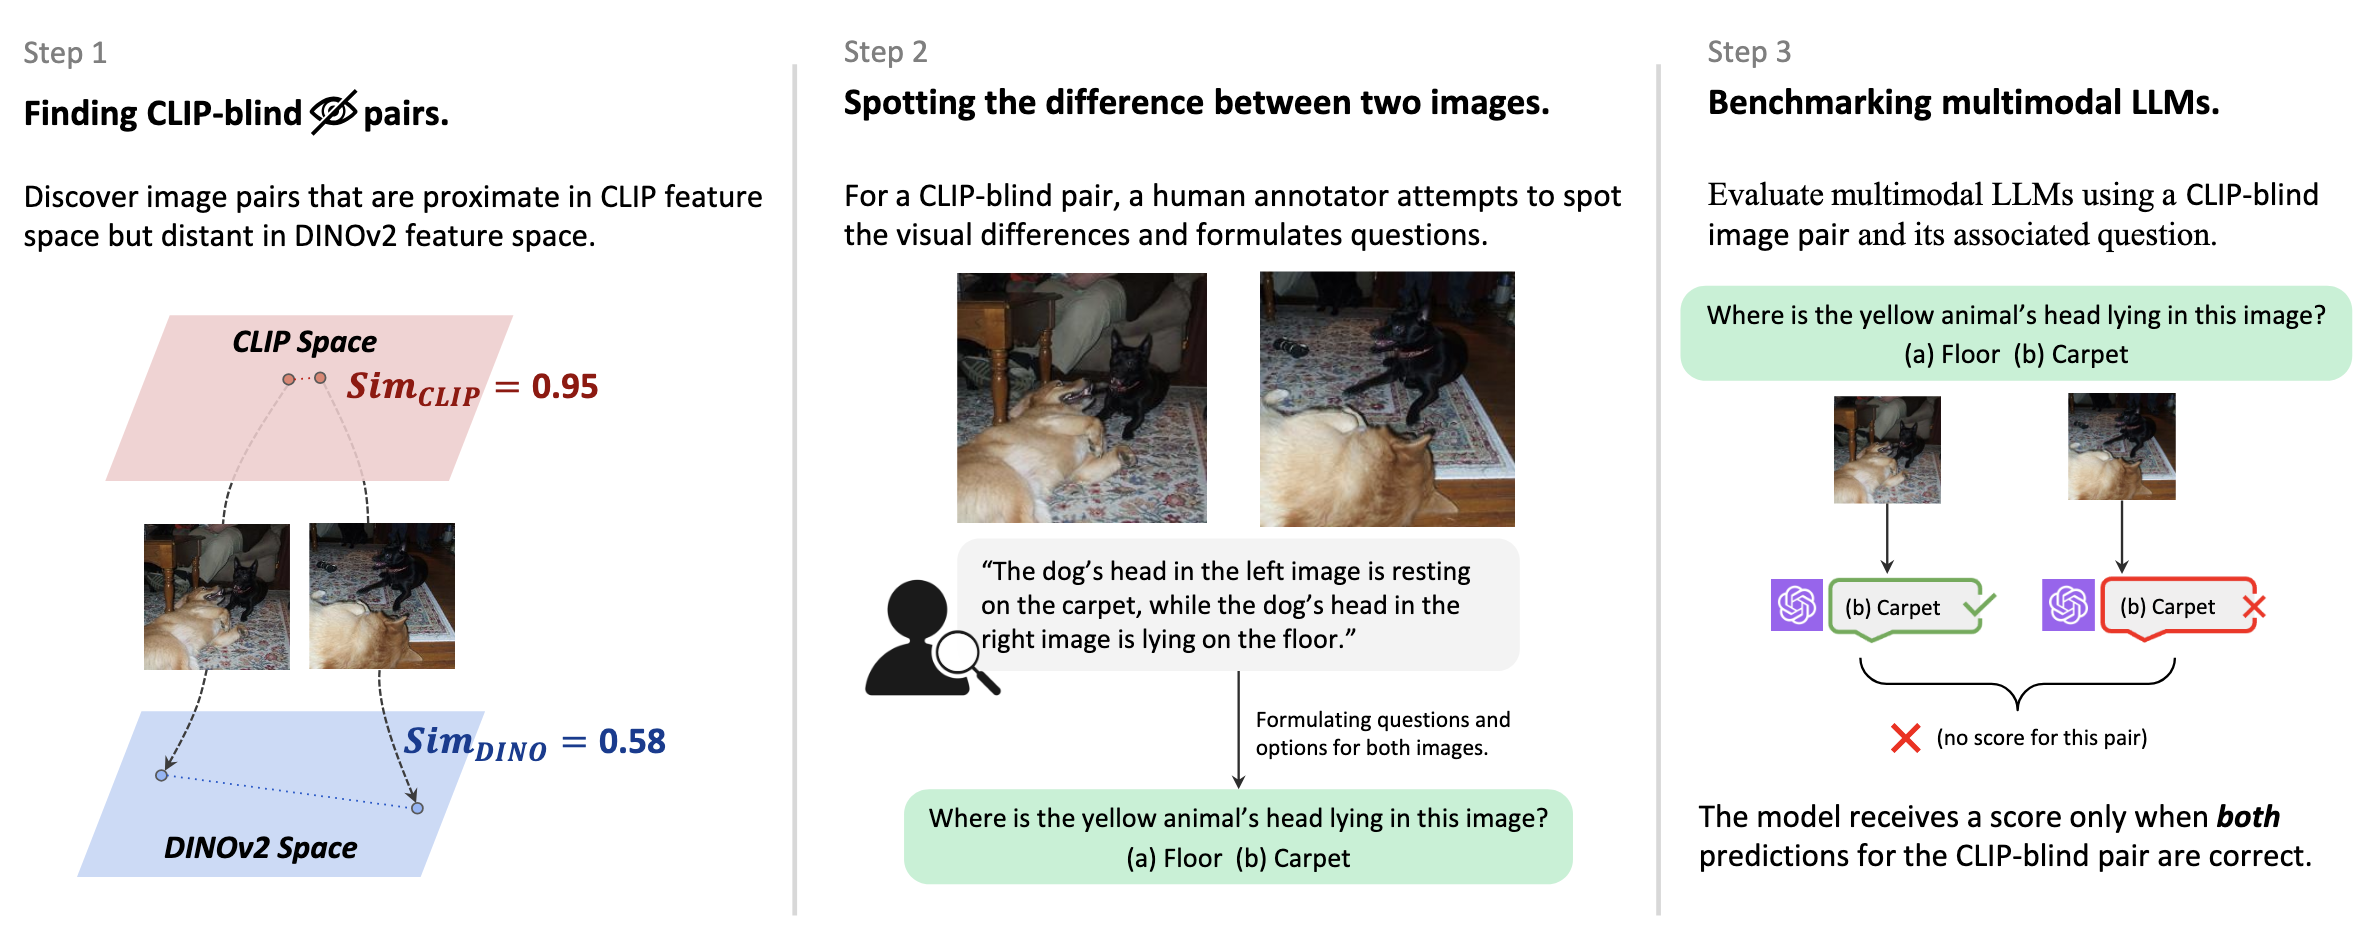 Step 1
Finding CLIP-blind pairs.
Discover image pairs that are proximate in CLIP feature
space but distant in DINOv2 feature space.
CLIP Space
Sim_CLIP = 0.95
Sim_DINO = 0.58
DINOv2 Space
Step 2
Spotting the difference between two images.
For a CLIP-blind pair, a human annotator attempts to spot
the visual differences and formulates questions.
“The dog’s head in the left image is resting
on the carpet, while the dog’s head in the
right image is lying on the floor.”
Formulating questions and
options for both images.
Where is the yellow animal’s head lying in this image?
(a) Floor (b) Carpet
Step 3
Benchmarking multimodal LLMs.
Evaluate multimodal LLMs using a CLIP-blind
image pair and its associated question.
Where is the yellow animal’s head lying in this image?
(a) Floor (b) Carpet
(b) Carpet
(b) Carpet
(no score for this pair)
The model receives a score only when both
predictions for the CLIP-blind pair are correct.